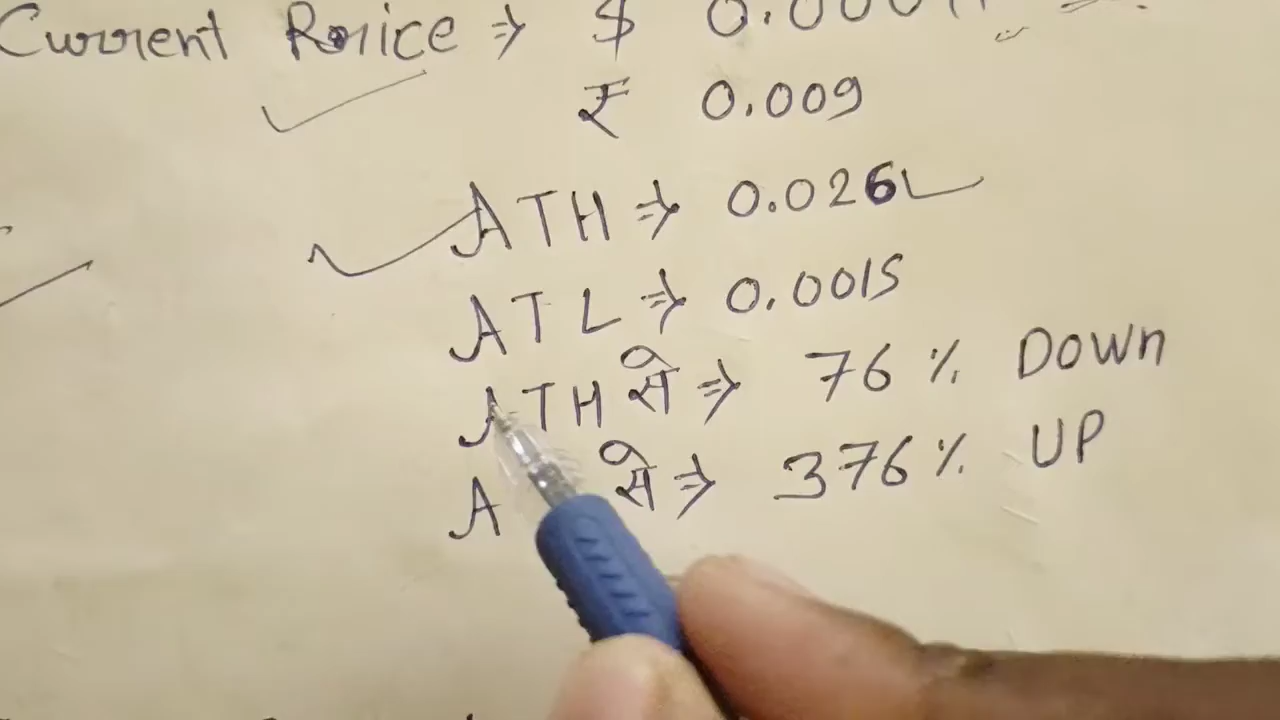 Current Price ⇒ $
₹ 0.009
ATH ⇒ 0.026
ATL ⇒ 0.0015
ATH से ⇒ 76 % Down
A से ⇒ 376 % UP